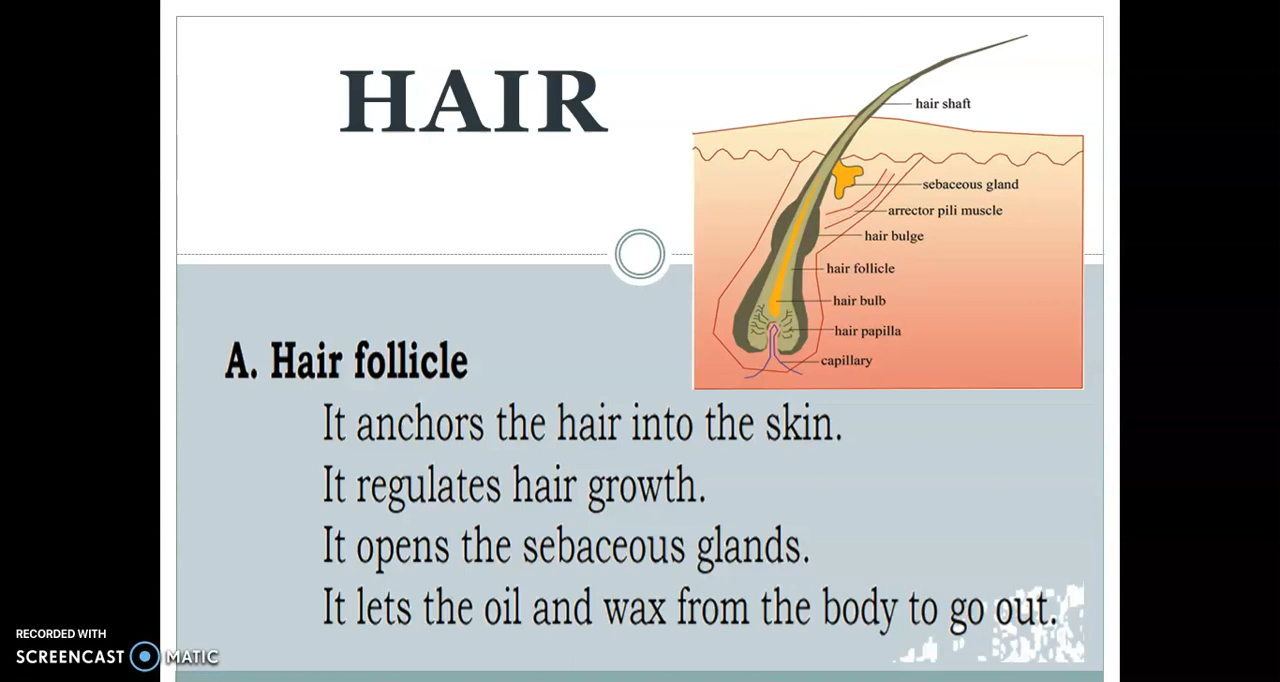 HAIR
hair shaft
sebaceous gland
arrector pili muscle
hair bulge
hair follicle
hair bulb
hair papilla
capillary
A. Hair follicle
It anchors the hair into the skin.
It regulates hair growth.
It opens the sebaceous glands.
It lets the oil and wax from the body to go out.
RECORDED WITH
SCREENCAST MATIC